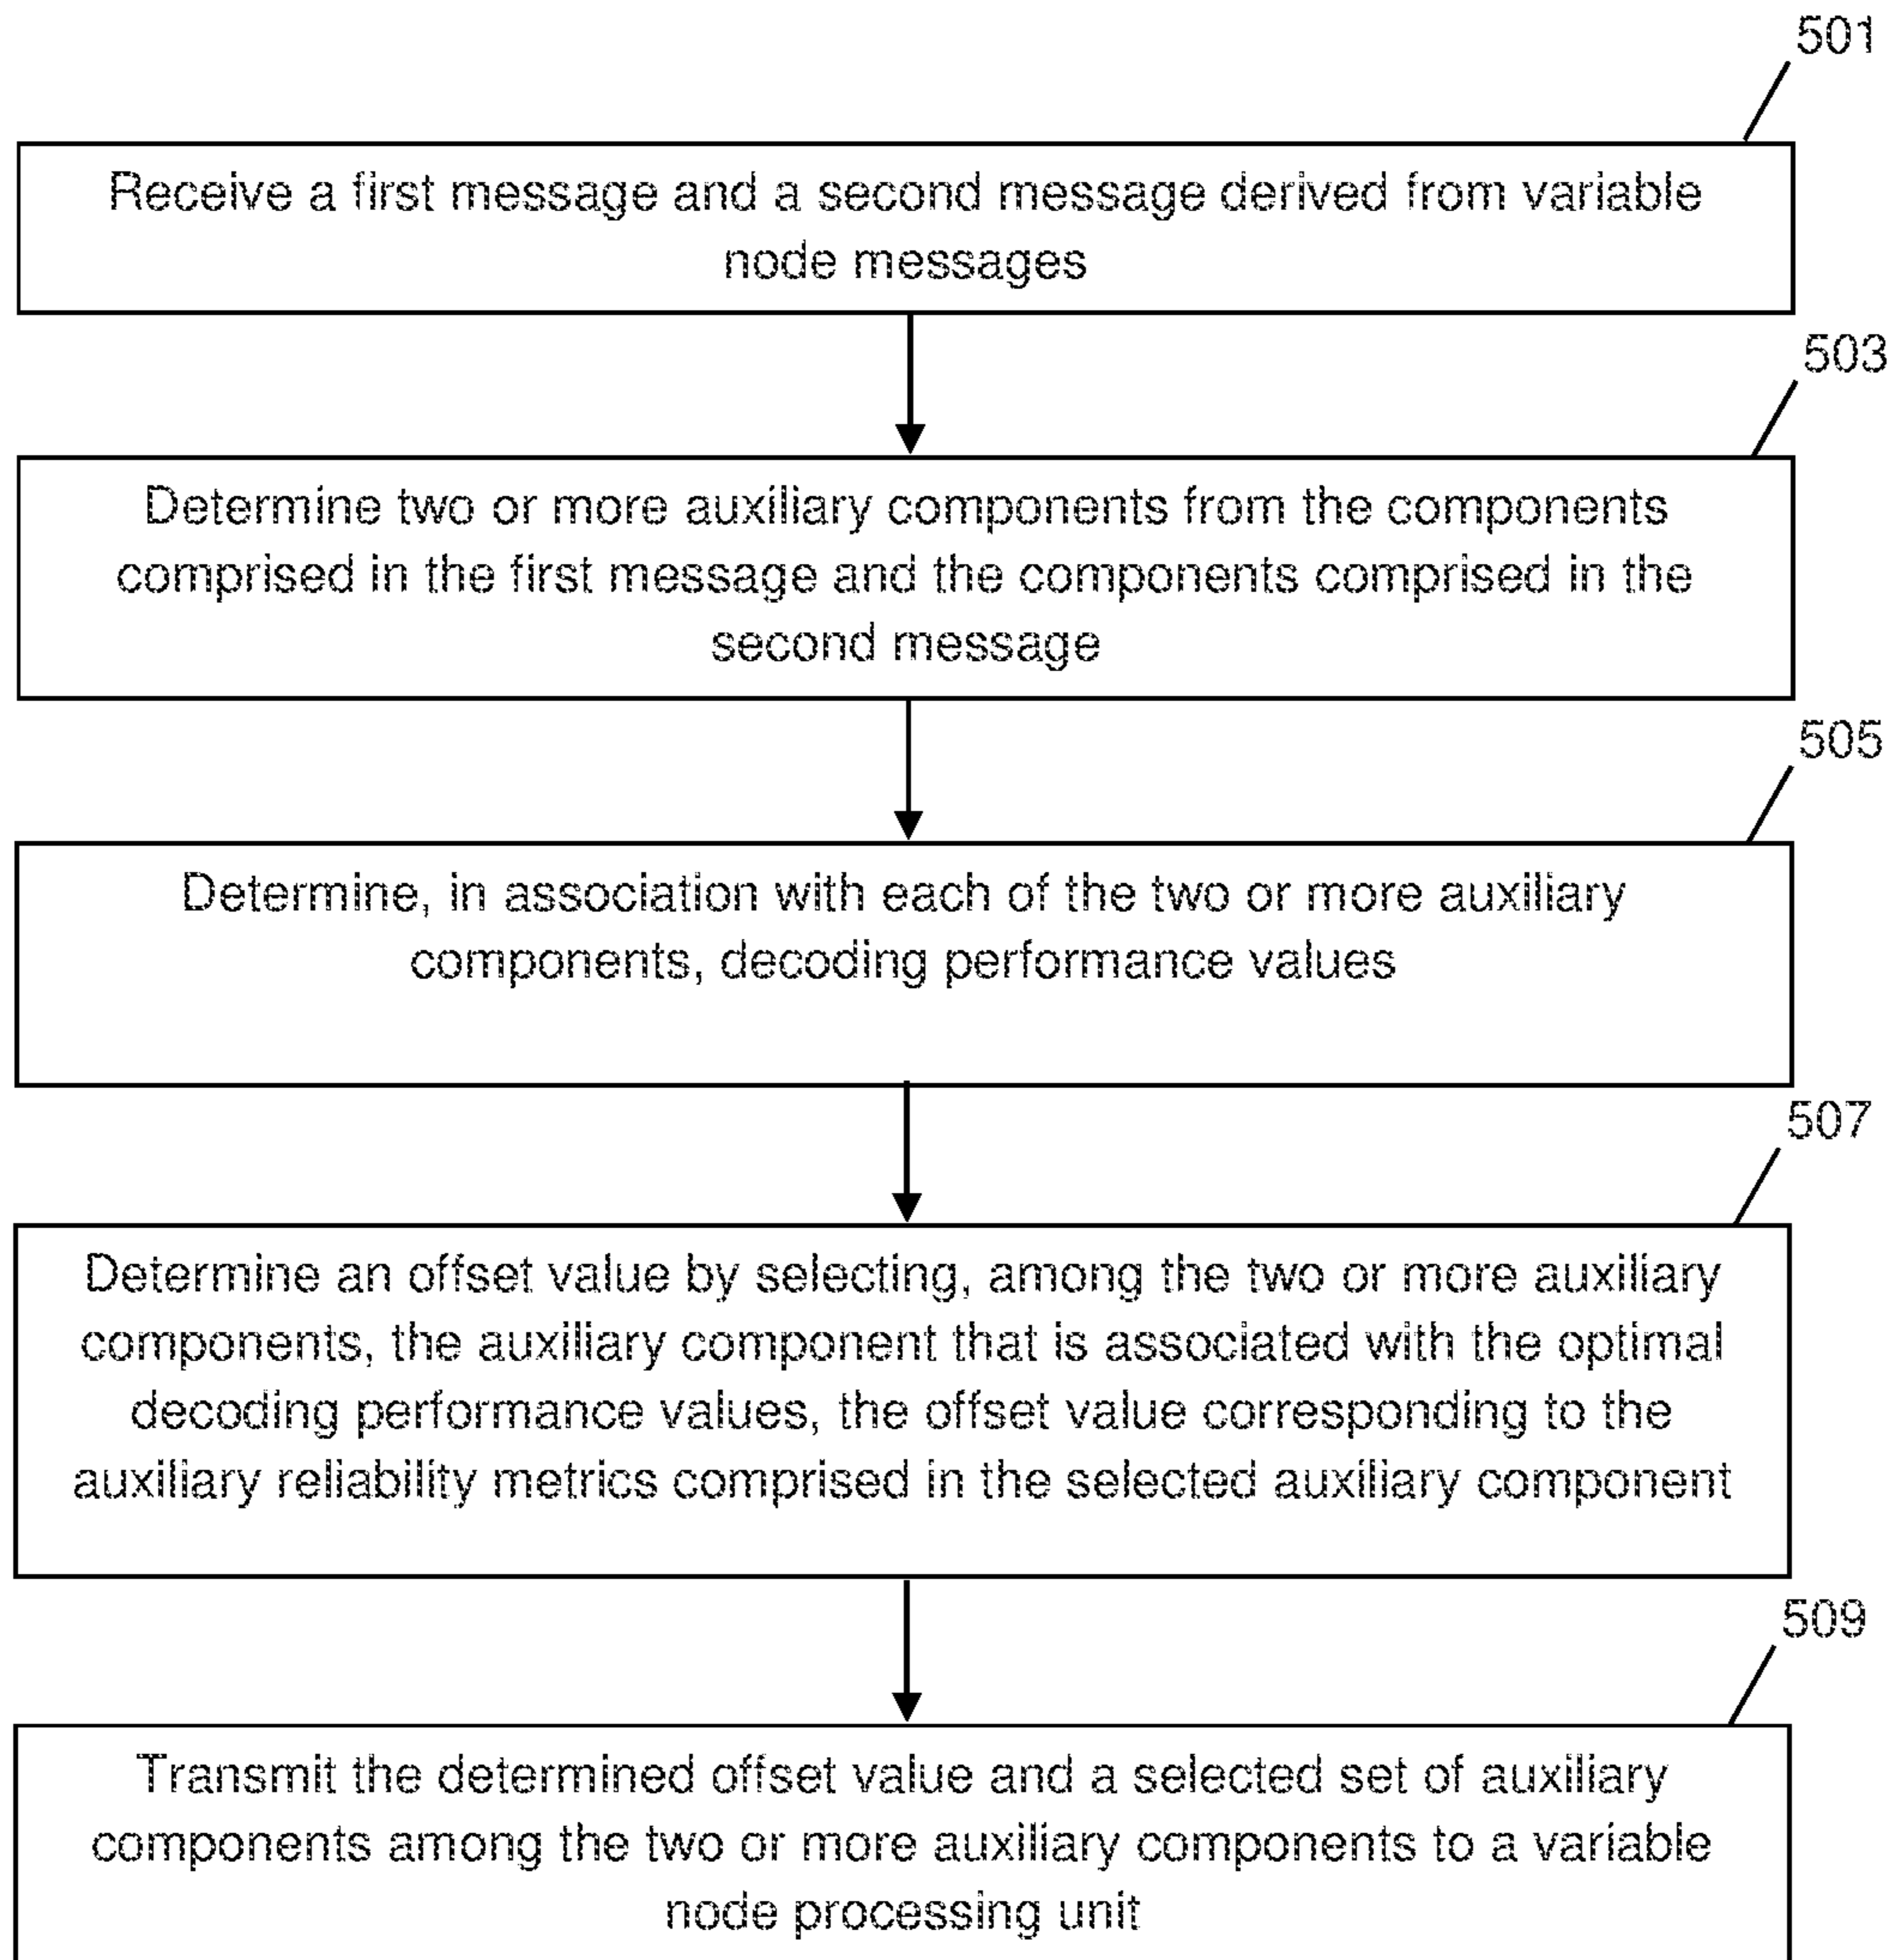 501
Receive a first message and a second message derived from variable
node messages
503
Determine two or more auxiliary components from the components
comprised in the first message and the components comprised in the
second message
505
Determine, in association with each of the two or more auxiliary
components, decoding performance values
507
Determine an offset value by selecting, among the two or more auxiliary
components, the auxiliary component that is associated with the optimal
decoding performance values, the offset value corresponding to the
auxiliary reliability metrics comprised in the selected auxiliary component
509
Transmit the determined offset value and a selected set of auxiliary
components among the two or more auxiliary components to a variable
node processing unit